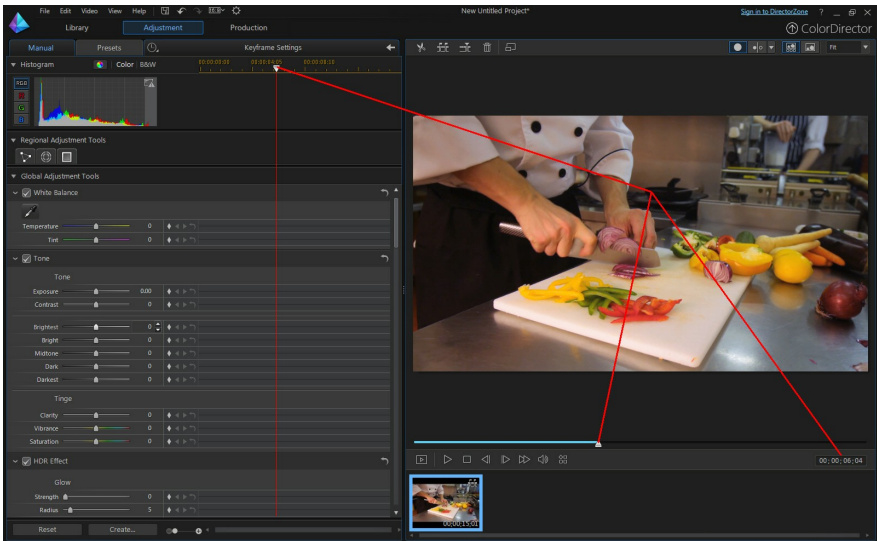 File Edit Video View Help
New Untitled Project*
Sign in to DirectorZone ?
Library Adjustment Production
ColorDirector
Manual Presets Keyframe Settings
Fit
Histogram Color B&W
00:00:00:00 00:00:04:05 00:00:08:10
RGB
R
G
B
Regional Adjustment Tools
Global Adjustment Tools
White Balance
Temperature 0
Tint 0
Tone
Tone
Exposure 0.00
Contrast 0
Brightest 0
Bright 0
Midtone 0
Dark 0
Darkest 0
Tinge
Clarity 0
Vibrance 0
Saturation 0
HDR Effect
00;00;06;04
Glow
Strength 0
Radius 5
00;00;15;01
Reset Create...